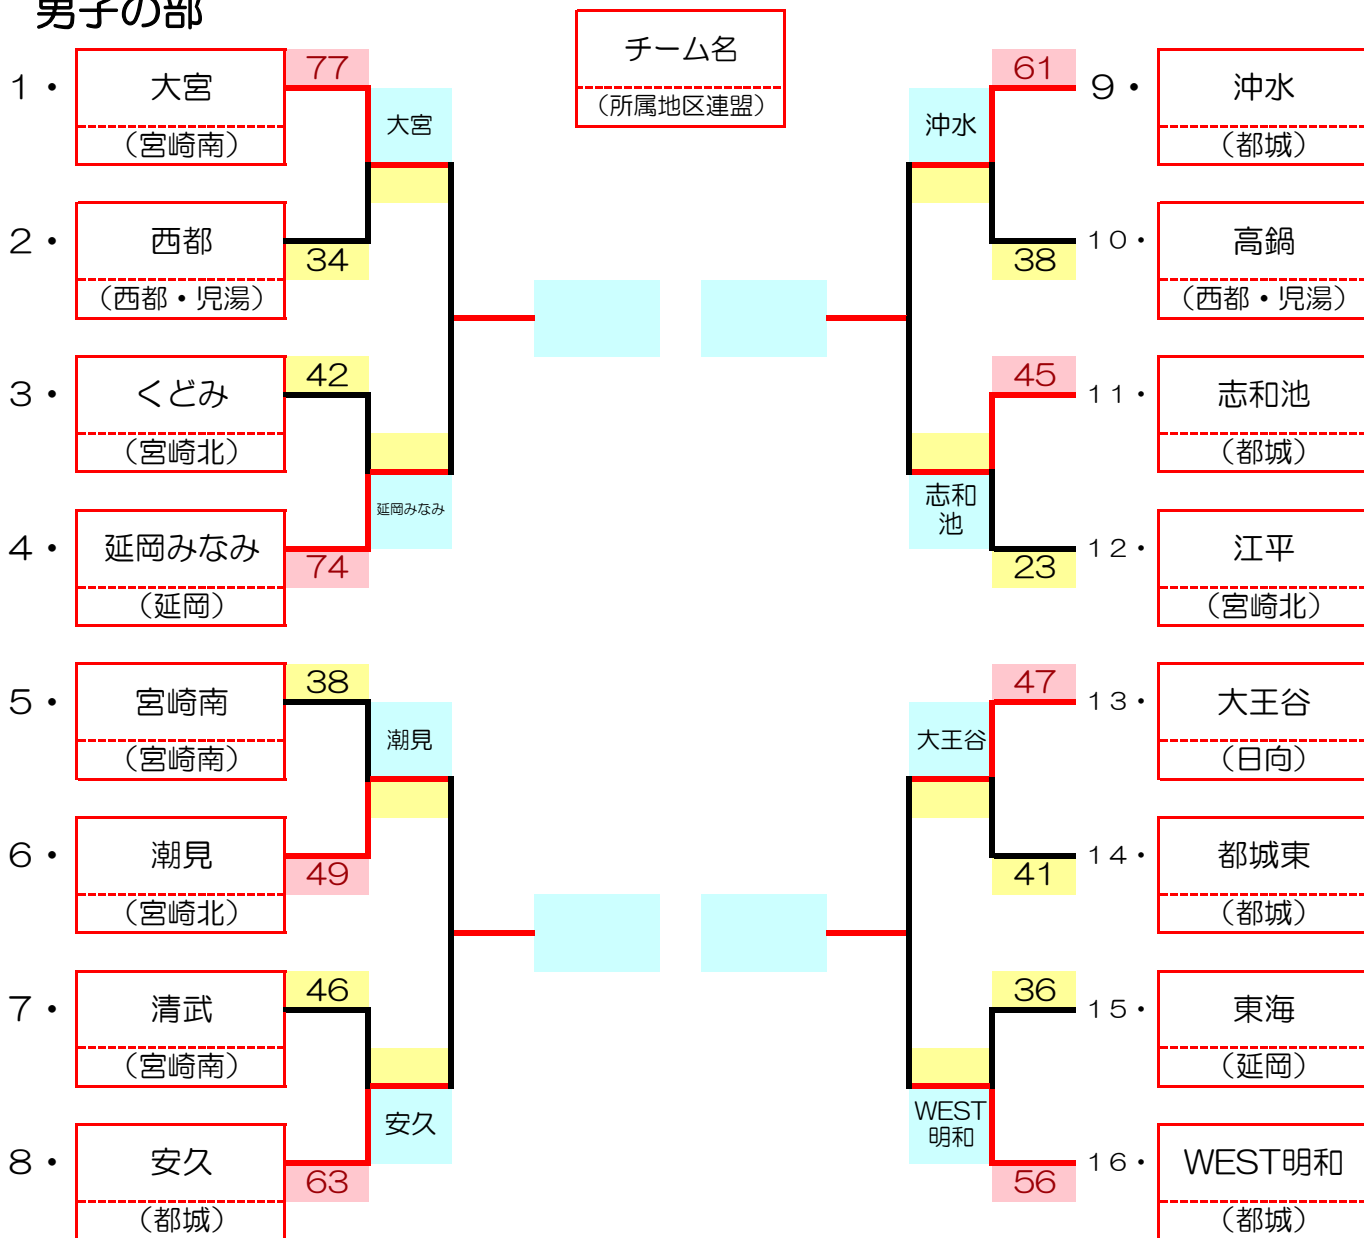 男子の部
チーム名
（所属地区連盟）
1・
大宮
（宮崎南）
77
大宮
2・
西都
（西都・児湯）
34
3・
くどみ
（宮崎北）
42
4・
延岡みなみ
（延岡）
74
延岡みなみ
5・
宮崎南
（宮崎南）
38
潮見
6・
潮見
（宮崎北）
49
7・
清武
（宮崎南）
46
8・
安久
（都城）
63
安久
沖水
61
9・
沖水
（都城）
38
10・
高鍋
（西都・児湯）
45
11・
志和池
（都城）
志和
池
23
12・
江平
（宮崎北）
大王谷
47
13・
大王谷
（日向）
41
14・
都城東
（都城）
36
15・
東海
（延岡）
WEST
明和
56
16・
WEST明和
（都城）